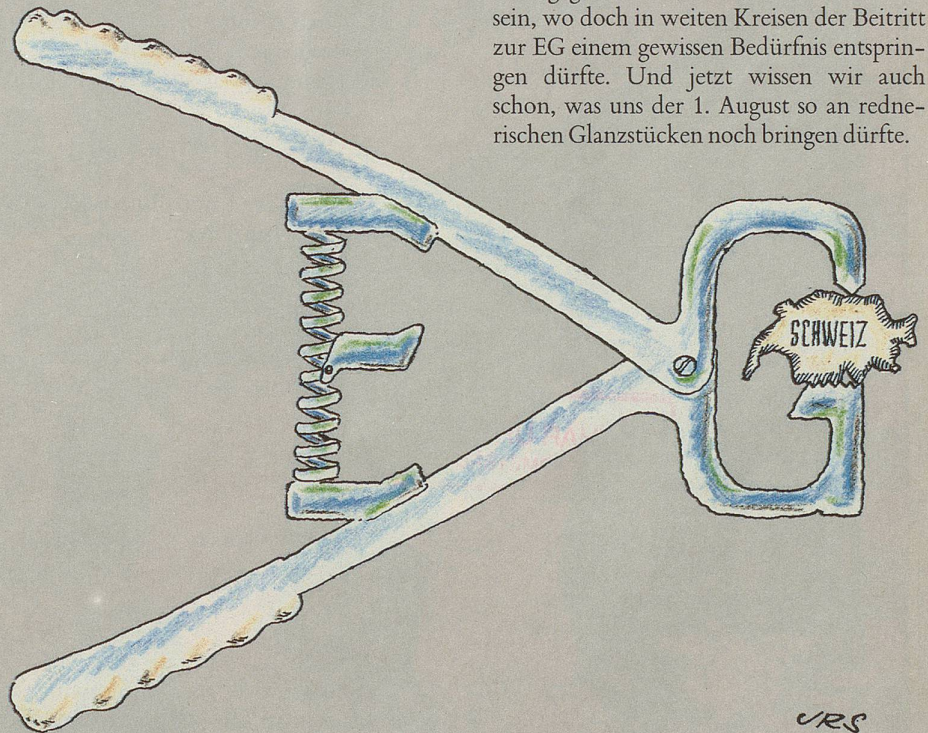 sein, wo doch in weiten Kreisen der Beitritt
zur EG einem gewissen Bedürfnis entsprin-
gen dürfte. Und jetzt wissen wir auch
schon, was uns der 1. August so an redne-
rischen Glanzstücken noch bringen dürfte.
E
G
SCHWEIZ
URS